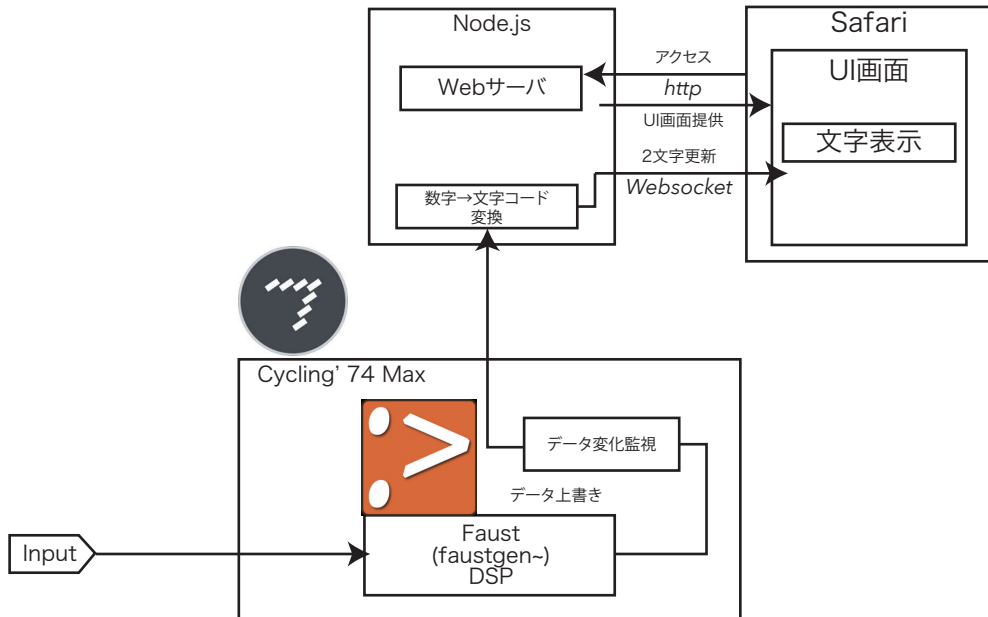 Node.js
Webサーバ
数字→文字コード
変換
アクセス
http
UI画面提供
2文字更新
Websocket
Safari
UI画面
文字表示
Cycling' 74 Max
データ変化監視
データ上書き
Input
Faust
(faustgen~)
DSP